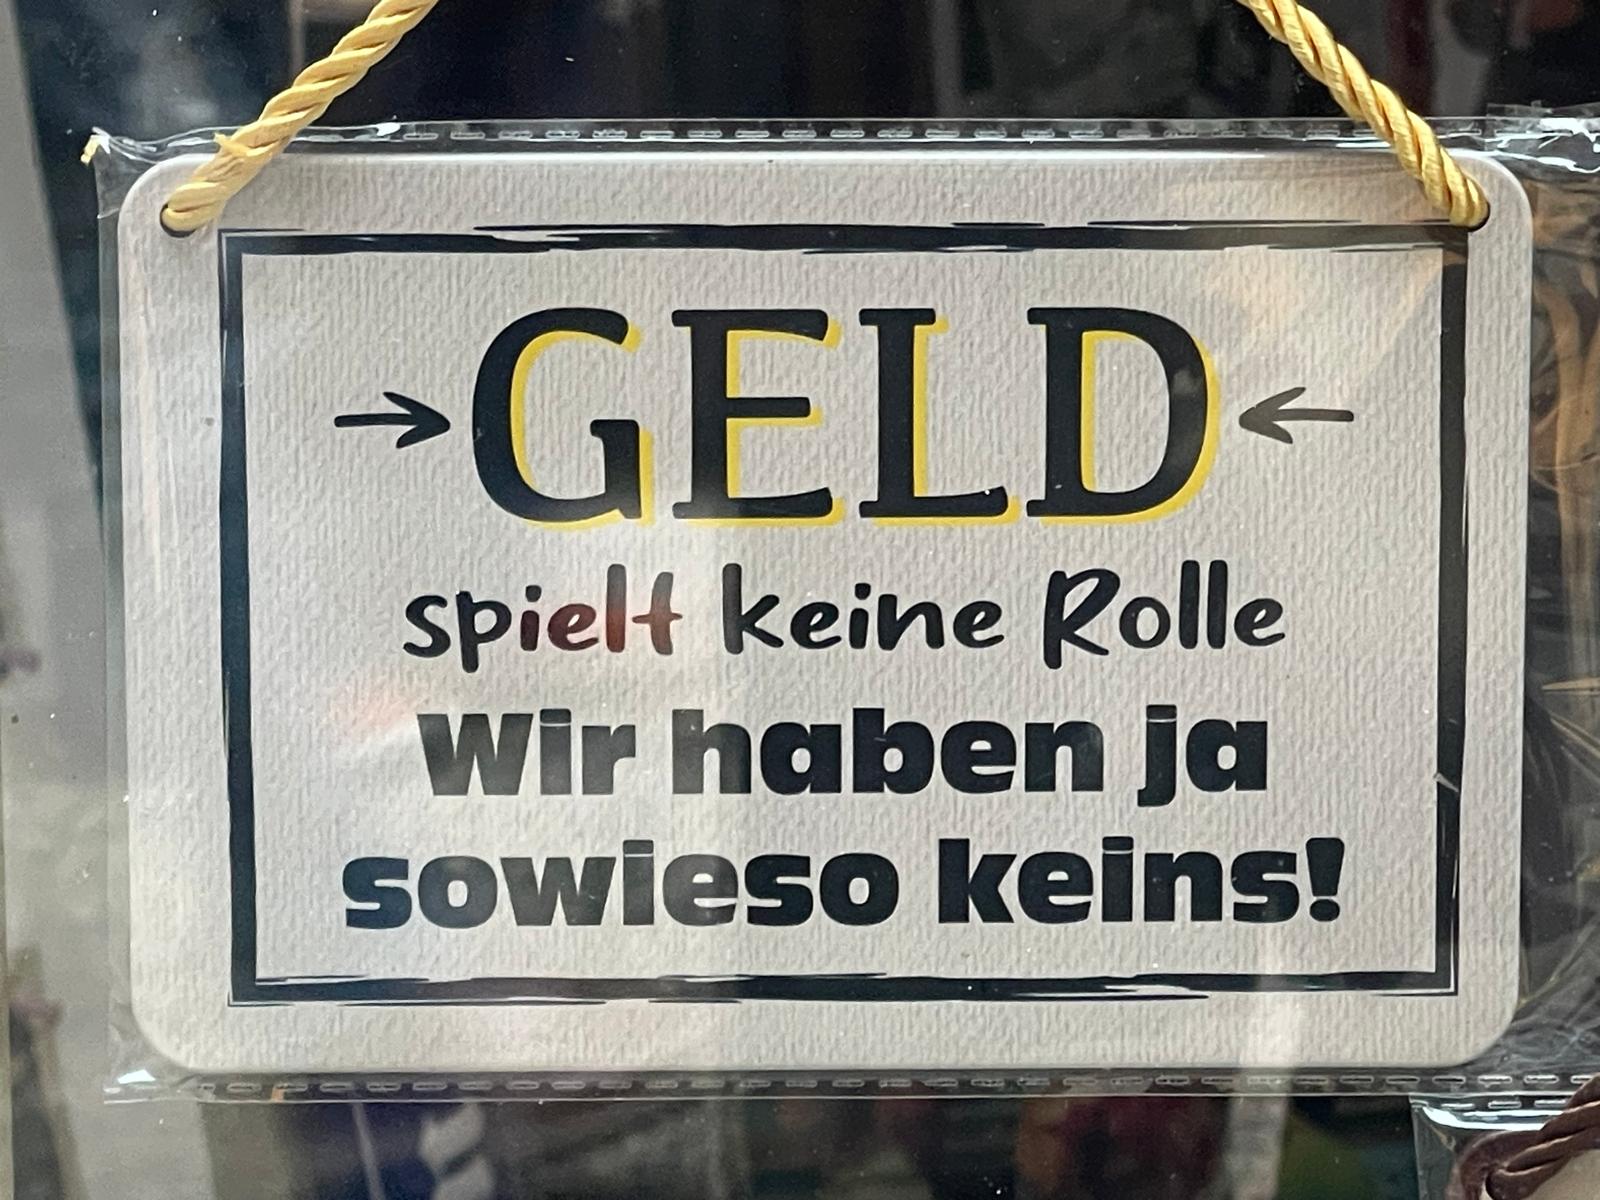 GELD
spielt keine Rolle
Wir haben ja
sowieso keins!